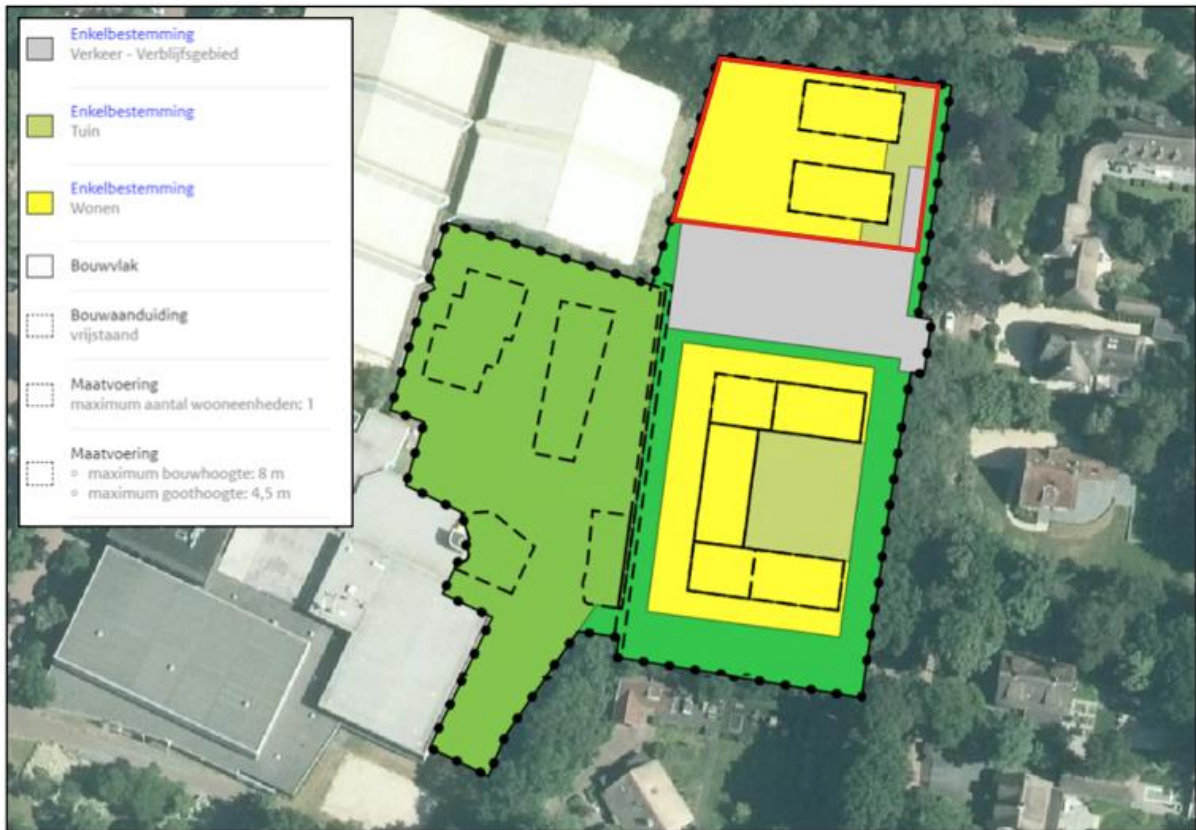 Enkelbestemming
Verkeer - Verblijfsgebied
Enkelbestemming
Tuin
Enkelbestemming
Wonen
Bouwvlak
Bouwaanduiding
vrijstaand
Maatvoering
maximum aantal wooneenheden: 1
Maatvoering
maximum bouwhoogte: 8 m
maximum goothoogte: 4,5 m